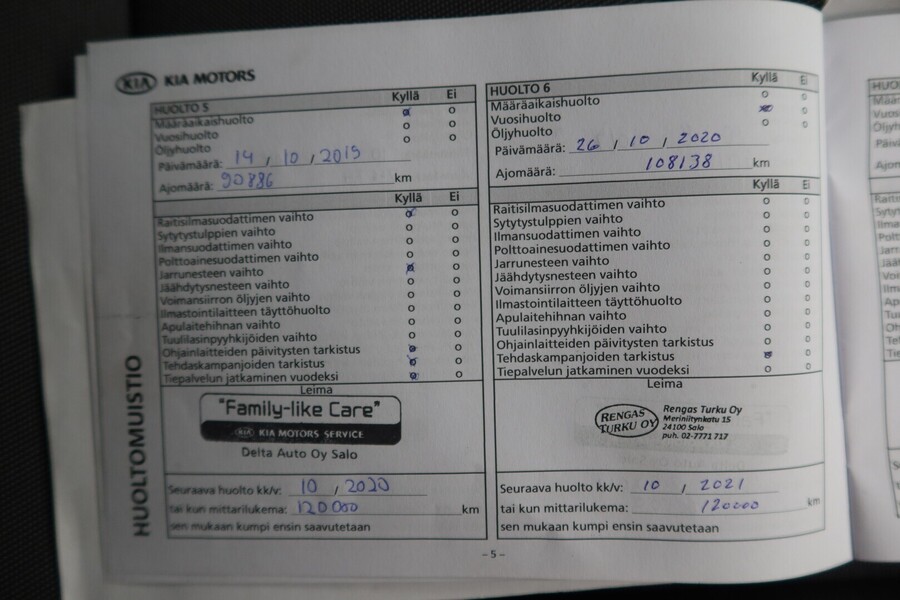 KIA KIA MOTORS
HUOLTO 5 Kyllä Ei
Määräaikaishuolto o
Vuosihuolto o o
Öljyhuolto o o
Päivämäärä: 14 / 10 / 2019
Ajomäärä: 90886 km
Kyllä Ei
Raitisilmasuodattimen vaihto o
Sytytystulppien vaihto o o
Ilmansuodattimen vaihto o o
Polttoainesuodattimen vaihto o o
Jarrunesteen vaihto o
Jäähdytysnesteen vaihto o o
Voimansiirron öljyjen vaihto o o
Ilmastointilaitteen täyttöhuolto o o
Apulaitehihnan vaihto o o
Tuulilasinpyyhkijöiden vaihto o o
Ohjainlaitteiden päivitysten tarkistus o
Tehdaskampanjoiden tarkistus o
Tiepalvelun jatkaminen vuodeksi o
Leima
"Family-like Care"
KIA KIA MOTORS SERVICE
Delta Auto Oy Salo
Seuraava huolto kk/v: 10 / 2020
tai kun mittarilukema: 120 000 km
sen mukaan kumpi ensin saavutetaan
HUOLTOMUISTIO
HUOLTO 6 Kyllä Ei
Määräaikaishuolto o o
Vuosihuolto o
Öljyhuolto o o
Päivämäärä: 26 / 10 / 2020
Ajomäärä: 108138 km
Kyllä Ei
Raitisilmasuodattimen vaihto o o
Sytytystulppien vaihto o o
Ilmansuodattimen vaihto o o
Polttoainesuodattimen vaihto o o
Jarrunesteen vaihto o o
Jäähdytysnesteen vaihto o o
Voimansiirron öljyjen vaihto o o
Ilmastointilaitteen täyttöhuolto o o
Apulaitehihnan vaihto o o
Tuulilasinpyyhkijöiden vaihto o o
Ohjainlaitteiden päivitysten tarkistus o o
Tehdaskampanjoiden tarkistus o
Tiepalvelun jatkaminen vuodeksi o o
Leima
RENGAS
TURKU OY
Rengas Turku Oy
Meriniitynkatu 15
24100 Salo
puh. 02-7771 717
Seuraava huolto kk/v: 10 / 2021
tai kun mittarilukema: 120000 km
sen mukaan kumpi ensin saavutetaan
- 5 -